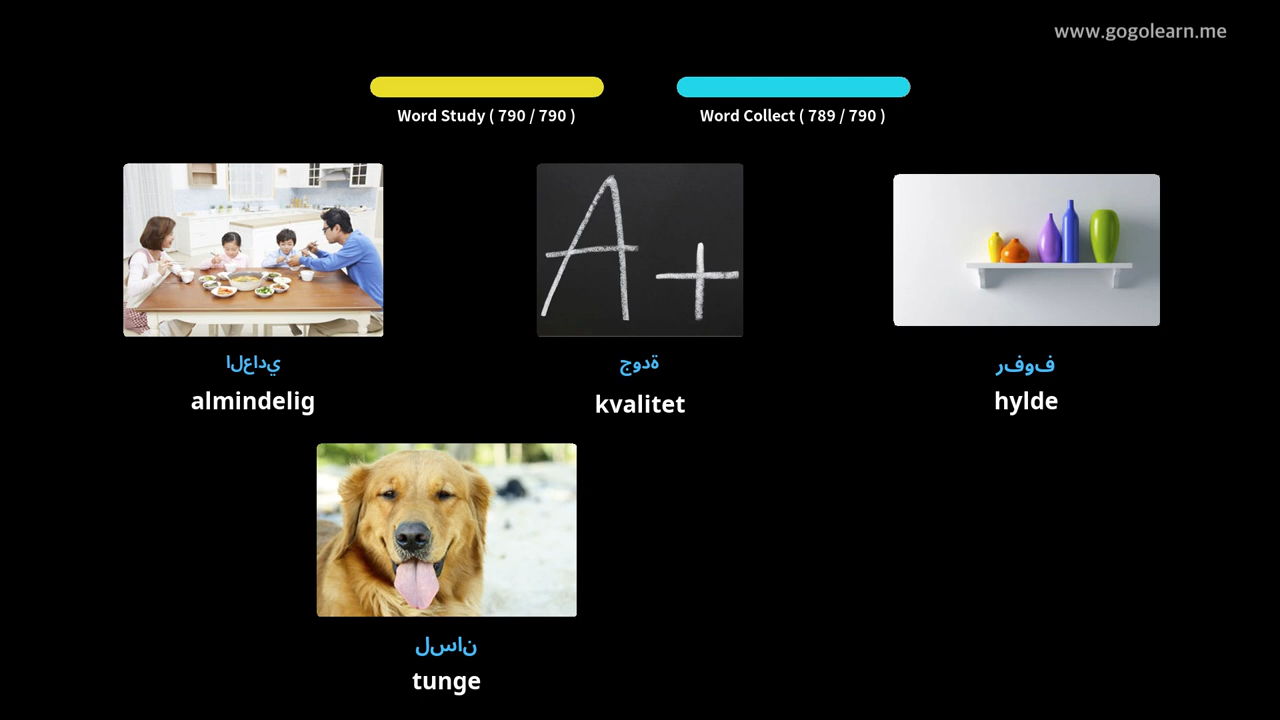 www.gogolearn.me
Word Study ( 790 / 790 )
Word Collect ( 789 / 790 )
العادي
almindelig
جودة
kvalitet
رفوف
hylde
لسان
tunge